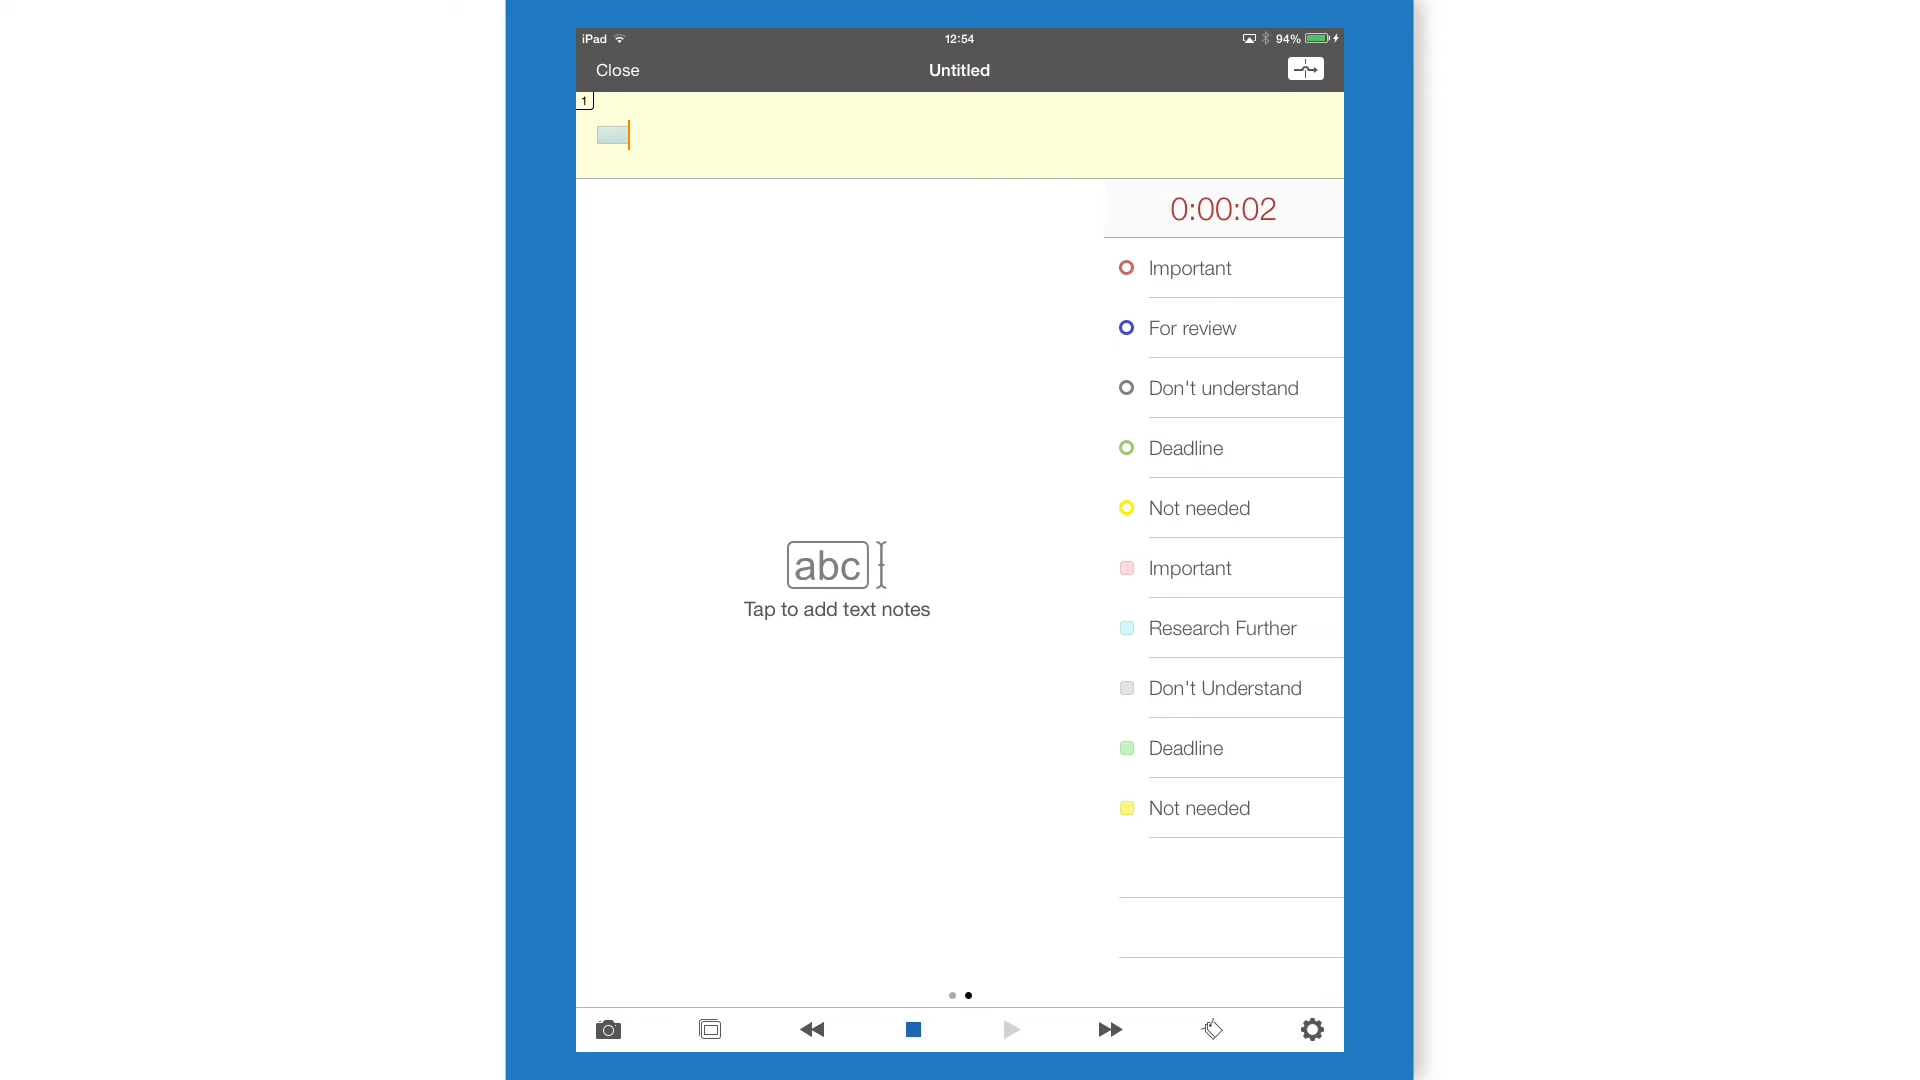 iPad 12:54 94%
Close Untitled
1
0:00:02
Important
For review
Don't understand
Deadline
Not needed
abc
Tap to add text notes
Important
Research Further
Don't Understand
Deadline
Not needed